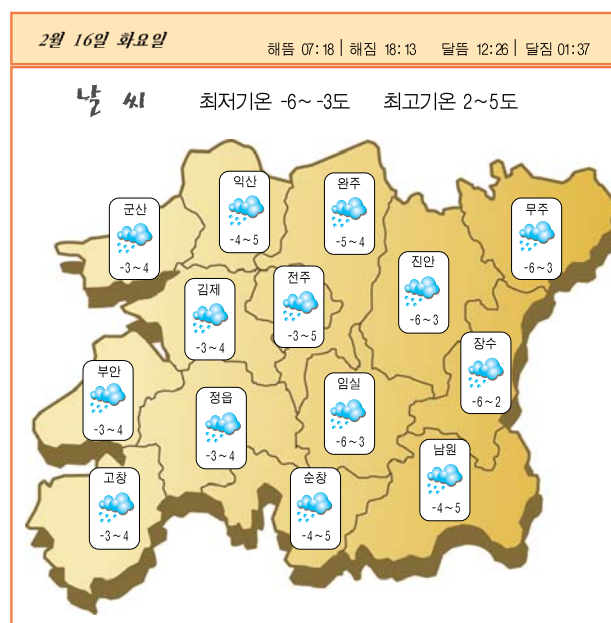 2월 16일 화요일
해뜸 07:18 | 해짐 18:13 달뜸 12:26 | 달짐 01:37
날 씨 최저기온 -6~ -3도 최고기온 2~5도
익산
-4~5
완주
-5~4
군산
-3~4
무주
-6~3
진안
-6~3
전주
-3~5
김제
-3~4
장수
-6~2
부안
-3~4
임실
-6~3
정읍
-3~4
남원
-4~5
고창
-3~4
순창
-4~5